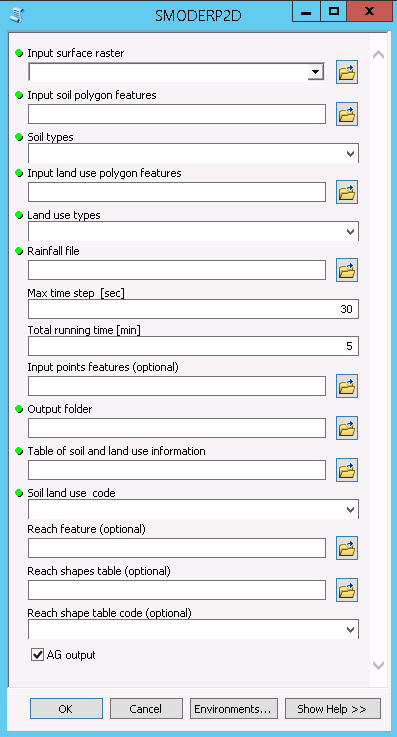 SMODERP2D
Input surface raster
Input soil polygon features
Soil types
Input land use polygon features
Land use types
Rainfall file
Max time step [sec]
30
Total running time [min]
5
Input points features (optional)
Output folder
Table of soil and land use information
Soil land use code
Reach feature (optional)
Reach shapes table (optional)
Reach shape table code (optional)
AG output
OK
Cancel
Environments...
Show Help >>